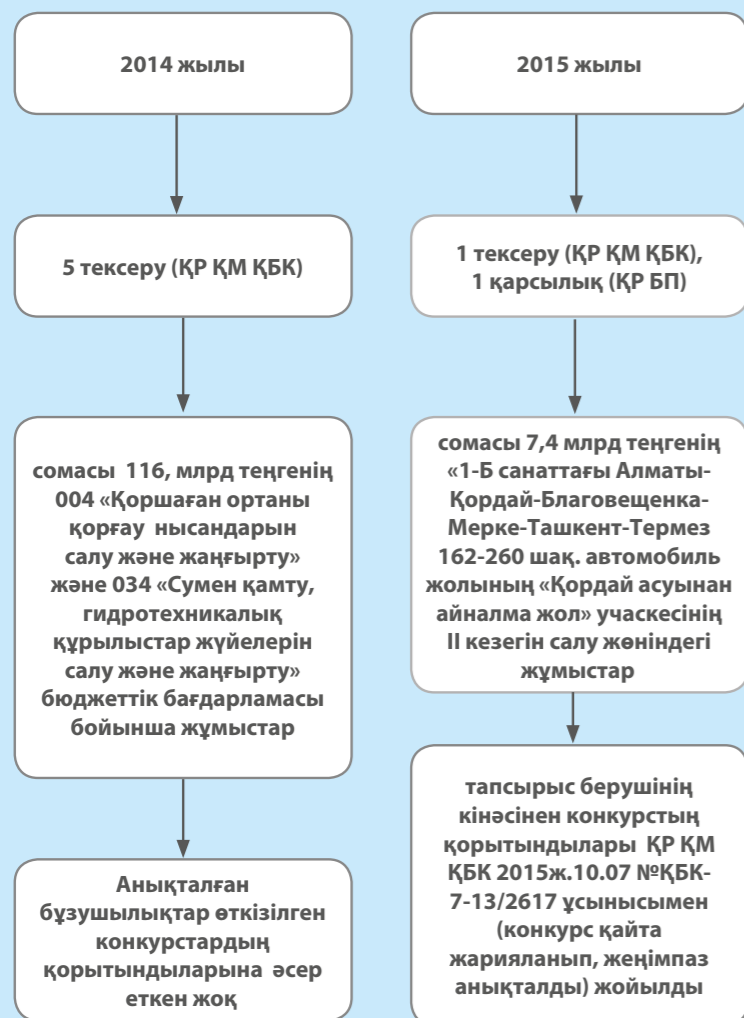 2014 жылы
5 тексеру (ҚР ҚМ ҚБК)
сомасы 116, млрд теңгенің
004 «Қоршаған ортаны
қорғау нысандарын
салу және жаңғырту»
және 034 «Сумен қамту,
гидротехникалық
құрылыстар жүйелерін
салу және жаңғырту»
бюджеттік бағдарламасы
бойынша жұмыстар
Анықталған
бұзушылықтар өткізілген
конкурстардың
қорытындыларына әсер
еткен жоқ
2015 жылы
1 тексеру (ҚР ҚМ ҚБК),
1 қарсылық (ҚР БП)
сомасы 7,4 млрд теңгенің
«1-Б санаттағы Алматы-
Қордай-Благовещенка-
Мерке-Ташкент-Термез
162-260 шақ. автомобиль
жолының «Қордай асуынан
айналма жол» учаскесінің
II кезегін салу жөніндегі
жұмыстар
тапсырыс берушінің
кінәсінен конкурстың
қорытындылары ҚР ҚМ
ҚБК 2015ж.10.07 №ҚБК-
7-13/2617 ұсынысымен
(конкурс қайта
жарияланып, жеңімпаз
анықталды) жойылды